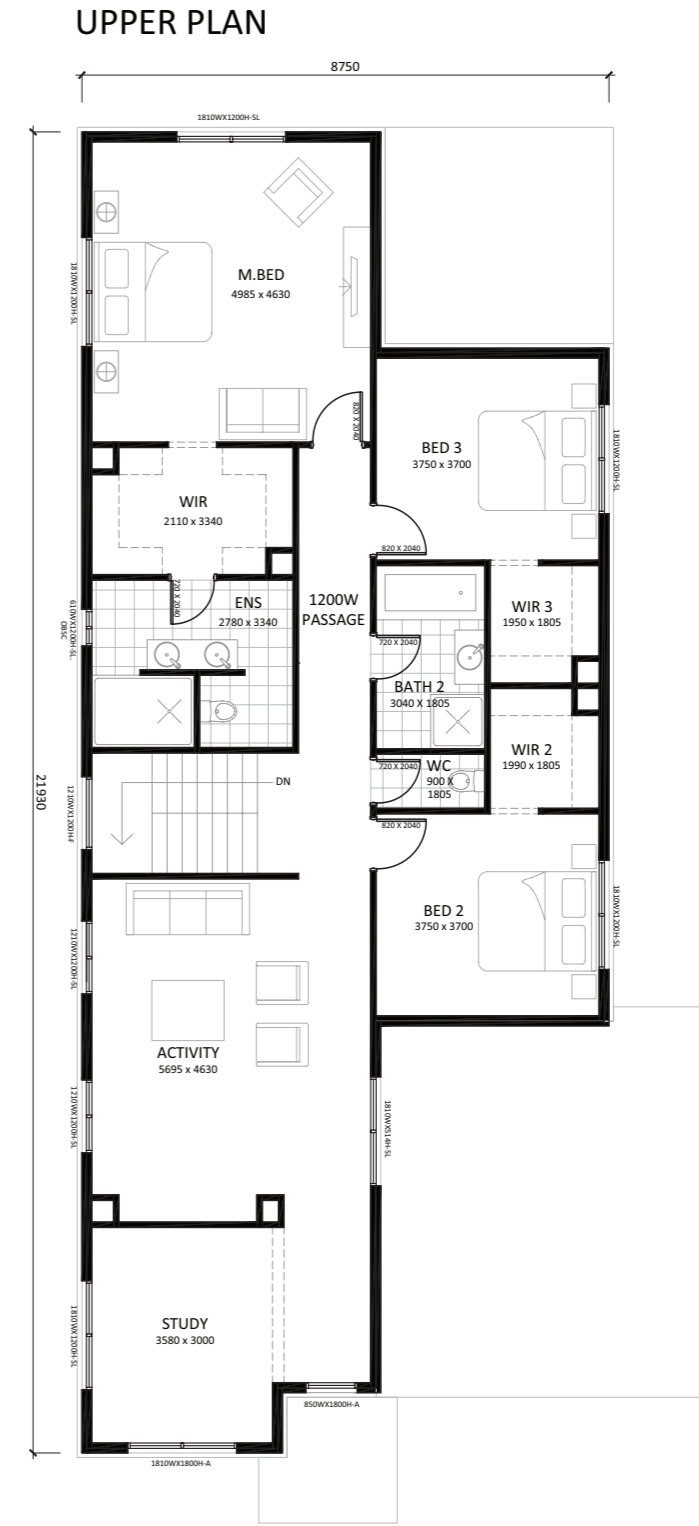 UPPER PLAN
8750
1810WX1200H-SL
21930
1810WX1200H-SL
M.BED
4985 x 4630
820 X 2040
BED 3
3750 x 3700
1810WX1200H-SL
820 X 2040
WIR
2110 x 3340
720 X 2040
ENS
2780 x 3340
610WX1200H-SL
OBSC
1200W
PASSAGE
WIR 3
1950 x 1805
720 X 2040
BATH 2
3040 X 1805
WIR 2
1990 x 1805
720 X 2040
WC
900 X
1805
DN
1210WX1200H-F
820 X 2040
BED 2
3750 x 3700
1810WX1200H-SL
1210WX1200H-SL
ACTIVITY
5695 x 4630
1210WX1200H-SL
1810WX514H-SL
STUDY
3580 x 3000
1810WX1200H-SL
850WX1800H-A
1810WX1800H-A